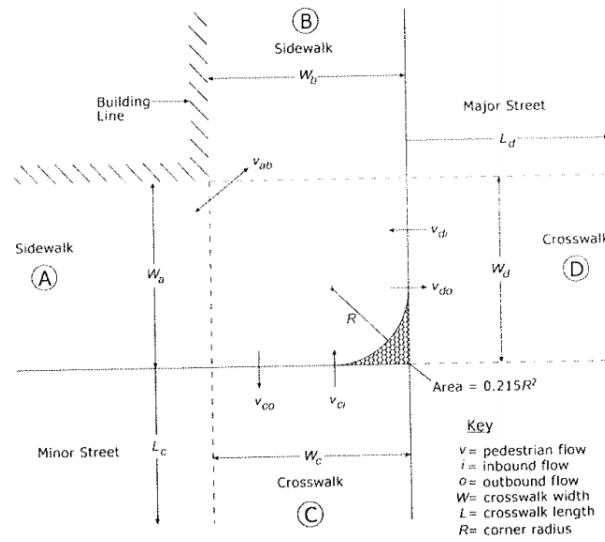 B
Sidewalk
W_b
Building
Line
Major Street
L_d
v_ab
Sidewalk
A
W_a
v_di
Crosswalk
D
W_d
v_do
R
Area = 0.215R²
v_co
v_ci
Minor Street
L_c
W_c
Crosswalk
C
Key
v= pedestrian flow
i= inbound flow
o= outbound flow
W= crosswalk width
L= crosswalk length
R= corner radius